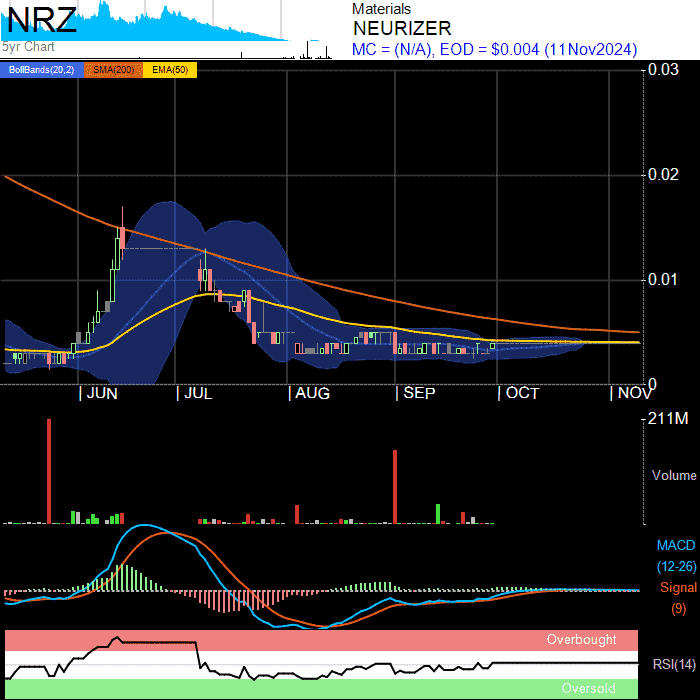 NRZ
5yr Chart
Materials
NEURIZER
MC = (N/A), EOD = $0.004 (11Nov2024)
BollBands(20,2) SMA(200) EMA(50)
0.03
0.02
0.01
0
| JUN | JUL | AUG | SEP | OCT | NOV
211M
Volume
MACD
(12-26)
Signal
(9)
Overbought
RSI(14)
Oversold